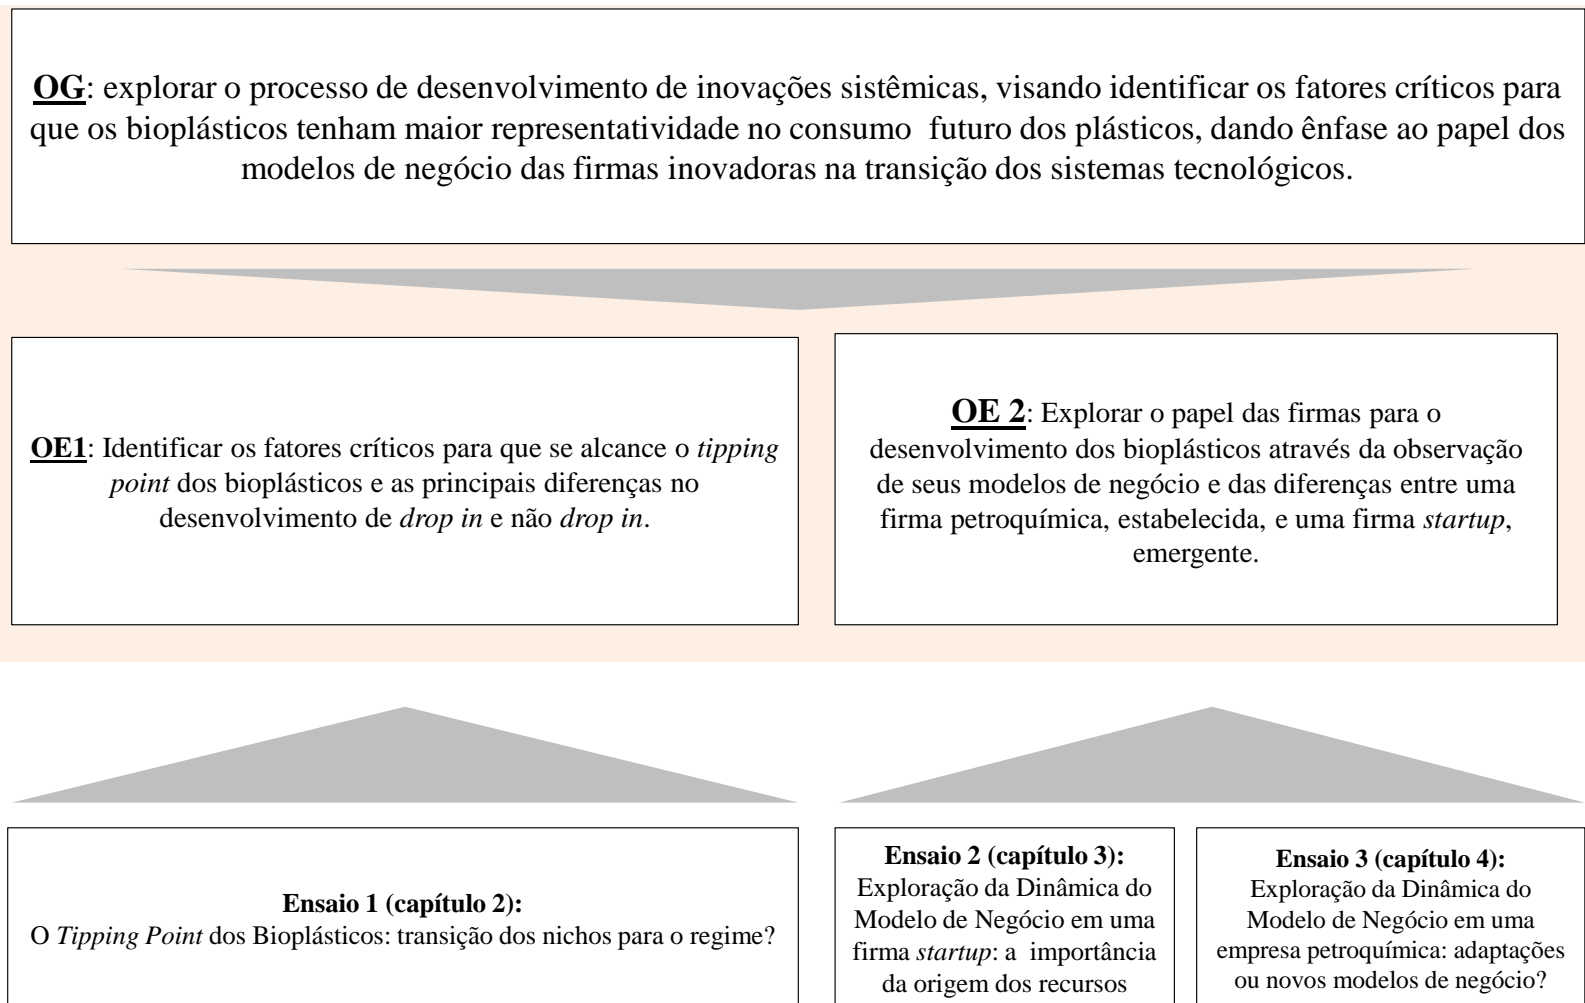 OG: explorar o processo de desenvolvimento de inovações sistêmicas, visando identificar os fatores críticos para
que os bioplásticos tenham maior representatividade no consumo futuro dos plásticos, dando ênfase ao papel dos
modelos de negócio das firmas inovadoras na transição dos sistemas tecnológicos.
OE1: Identificar os fatores críticos para que se alcance o tipping
point dos bioplásticos e as principais diferenças no
desenvolvimento de drop in e não drop in.
OE 2: Explorar o papel das firmas para o
desenvolvimento dos bioplásticos através da observação
de seus modelos de negócio e das diferenças entre uma
firma petroquímica, estabelecida, e uma firma startup,
emergente.
Ensaio 1 (capítulo 2):
O Tipping Point dos Bioplásticos: transição dos nichos para o regime?
Ensaio 2 (capítulo 3):
Exploração da Dinâmica do
Modelo de Negócio em uma
firma startup: a importância
da origem dos recursos
Ensaio 3 (capítulo 4):
Exploração da Dinâmica do
Modelo de Negócio em uma
empresa petroquímica: adaptações
ou novos modelos de negócio?